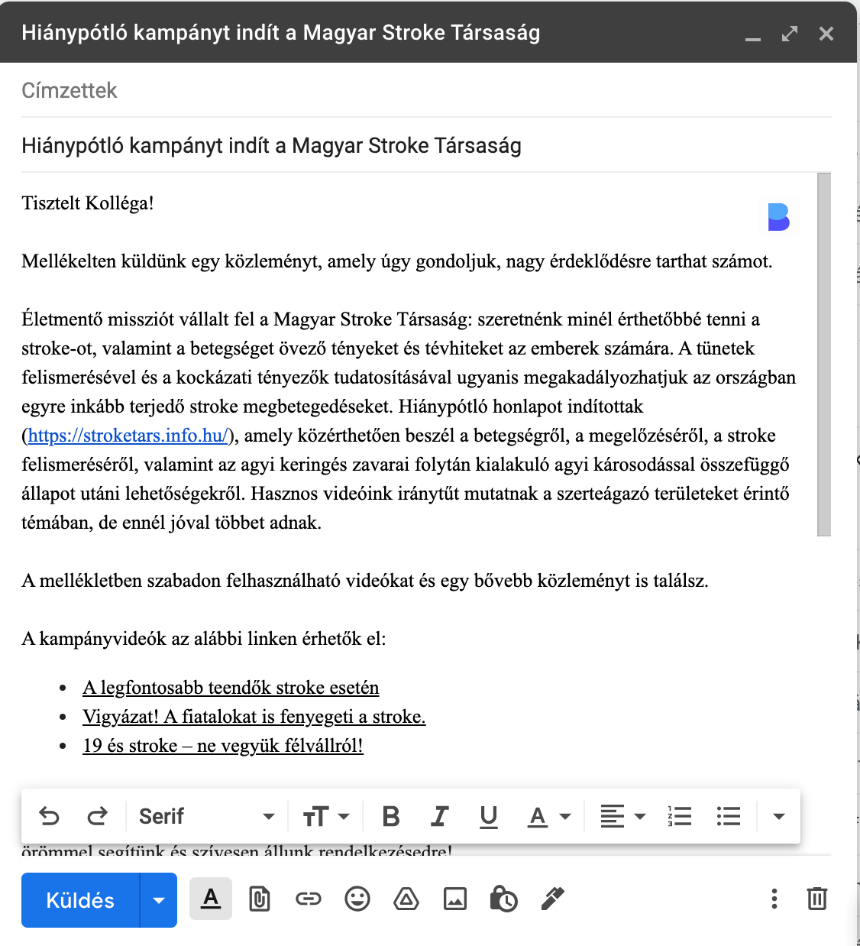 Hiánypótló kampányt indít a Magyar Stroke Társaság
Címzettek
Hiánypótló kampányt indít a Magyar Stroke Társaság
Tisztelt Kolléga!
Mellékelten küldünk egy közleményt, amely úgy gondoljuk, nagy érdeklődésre tarthat számot.
Életmentő missziót vállalt fel a Magyar Stroke Társaság: szeretnénk minél érthetőbbé tenni a
stroke-ot, valamint a betegséget övező tényeket és tévhiteket az emberek számára. A tünetek
felismerésével és a kockázati tényezők tudatosításával ugyanis megakadályozhatjuk az országban
egyre inkább terjedő stroke megbetegedéseket. Hiánypótló honlapot indítottak
(https://stroketars.info.hu/), amely közérthetően beszél a betegségről, a megelőzéséről, a stroke
felismeréséről, valamint az agyi keringés zavarai folytán kialakuló agyi károsodással összefüggő
állapot utáni lehetőségekről. Hasznos videóink iránytűt mutatnak a szerteágazó területeket érintő
témában, de ennél jóval többet adnak.
A mellékletben szabadon felhasználható videókat és egy bővebb közleményt is találsz.
A kampányvideók az alábbi linken érhetők el:
• A legfontosabb teendők stroke esetén
• Vigyázat! A fiatalokat is fenyegeti a stroke.
• 19 és stroke – ne vegyük félvállról!
Serif
örömmel segítünk és szívesen állunk rendelkezésedre!
Küldés